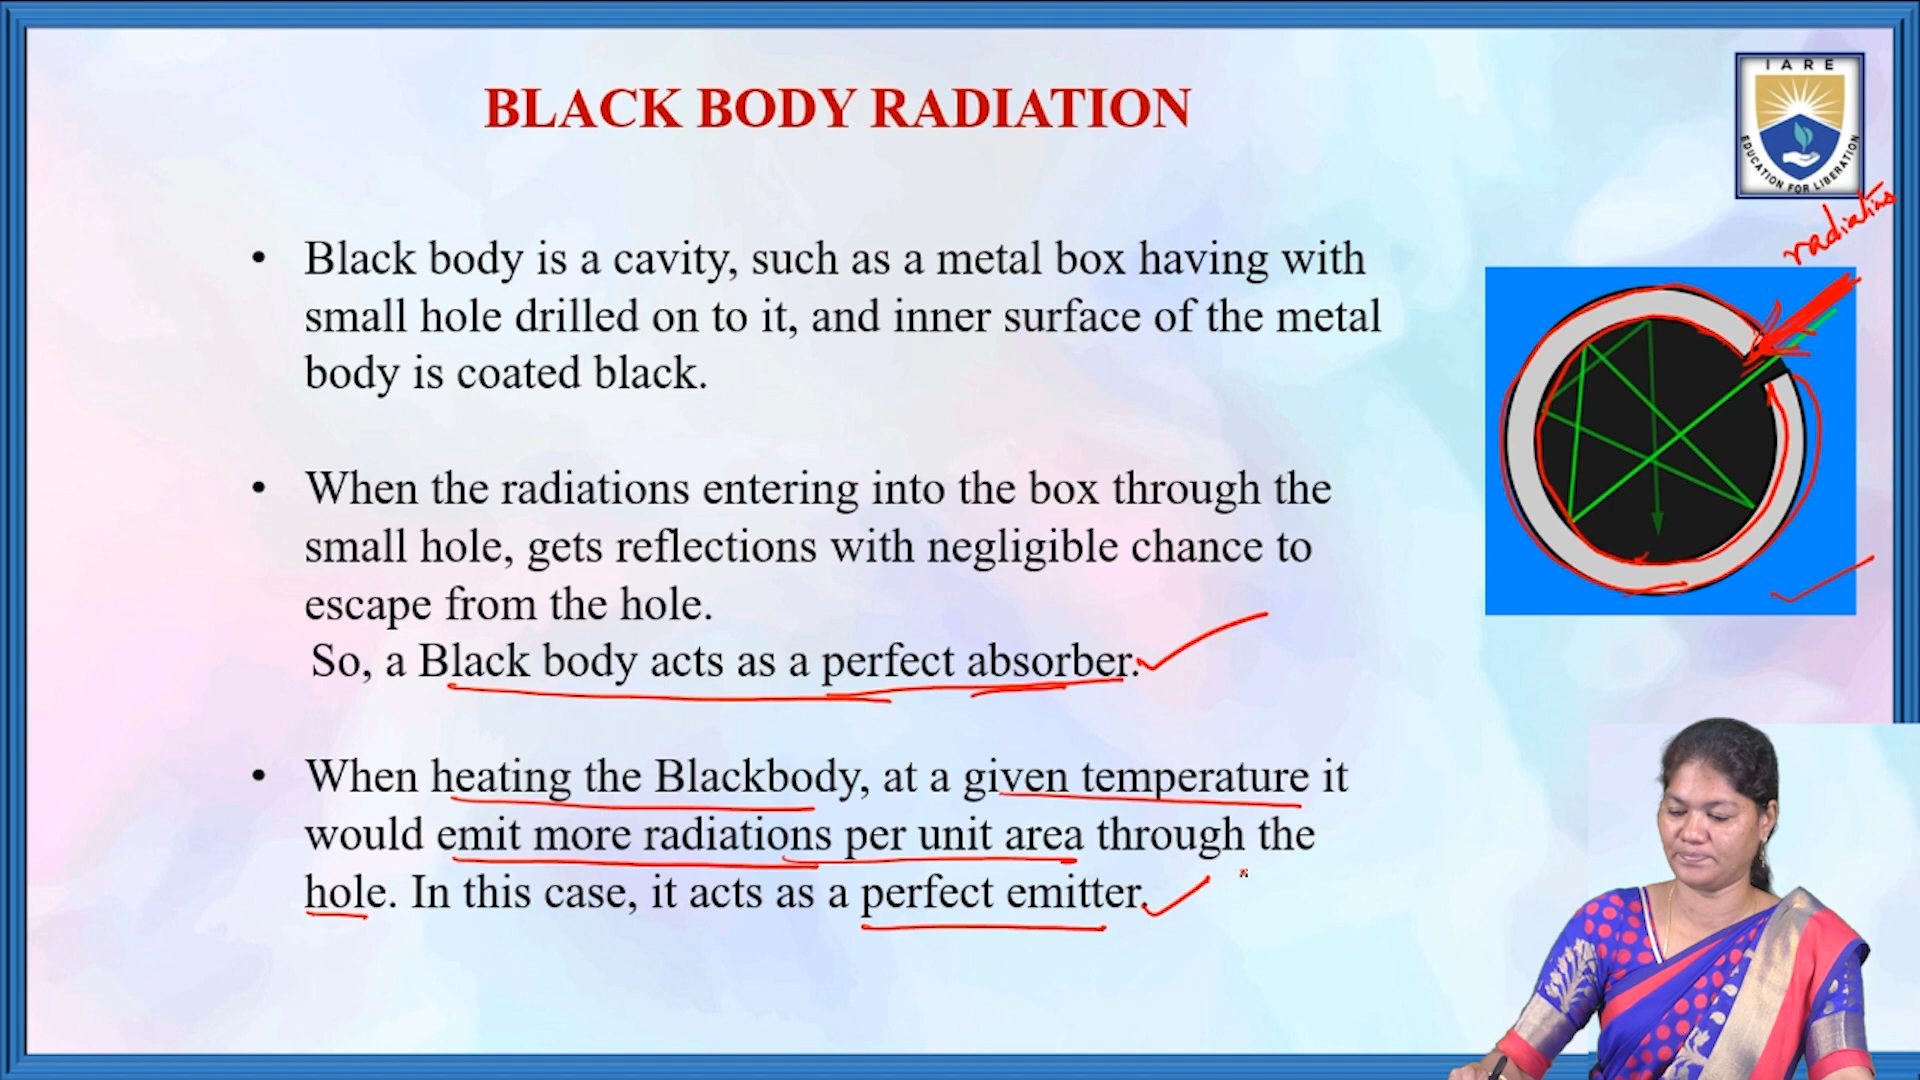 BLACK BODY RADIATION
IARE
EDUCATION FOR LIBERATION
radiations
• Black body is a cavity, such as a metal box having with
small hole drilled on to it, and inner surface of the metal
body is coated black.
• When the radiations entering into the box through the
small hole, gets reflections with negligible chance to
escape from the hole.
So, a Black body acts as a perfect absorber.
• When heating the Blackbody, at a given temperature it
would emit more radiations per unit area through the
hole. In this case, it acts as a perfect emitter.